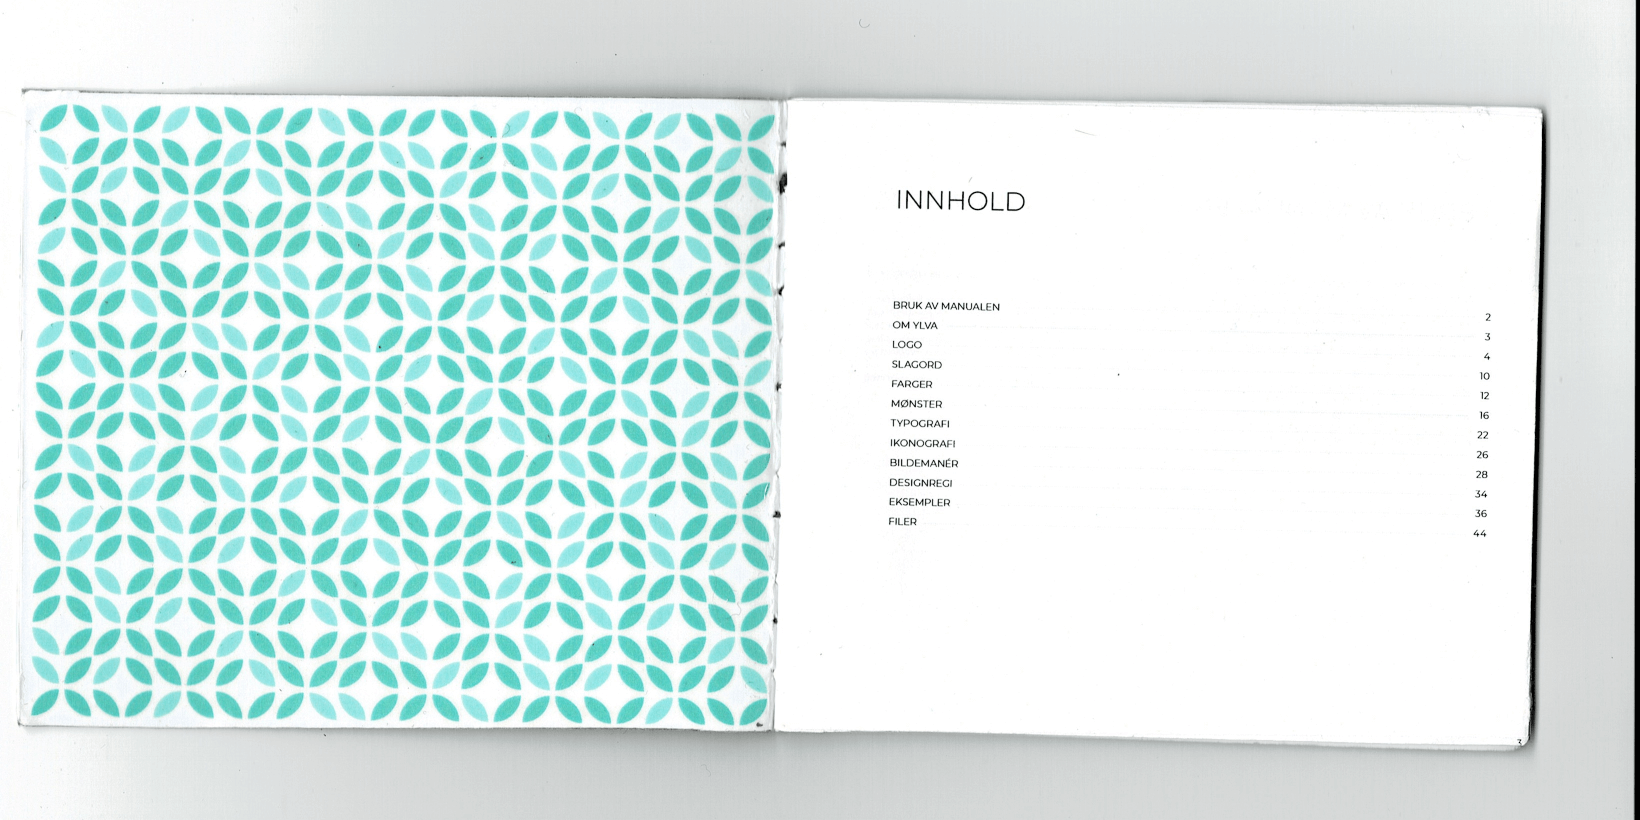 INNHOLD
BRUK AV MANUALEN 2
OM YLVA 3
LOGO 4
SLAGORD 10
FARGER 12
MØNSTER 16
TYPOGRAFI 22
IKONOGRAFI 26
BILDEMANÉR 28
DESIGNREGI 34
EKSEMPLER 36
FILER 44